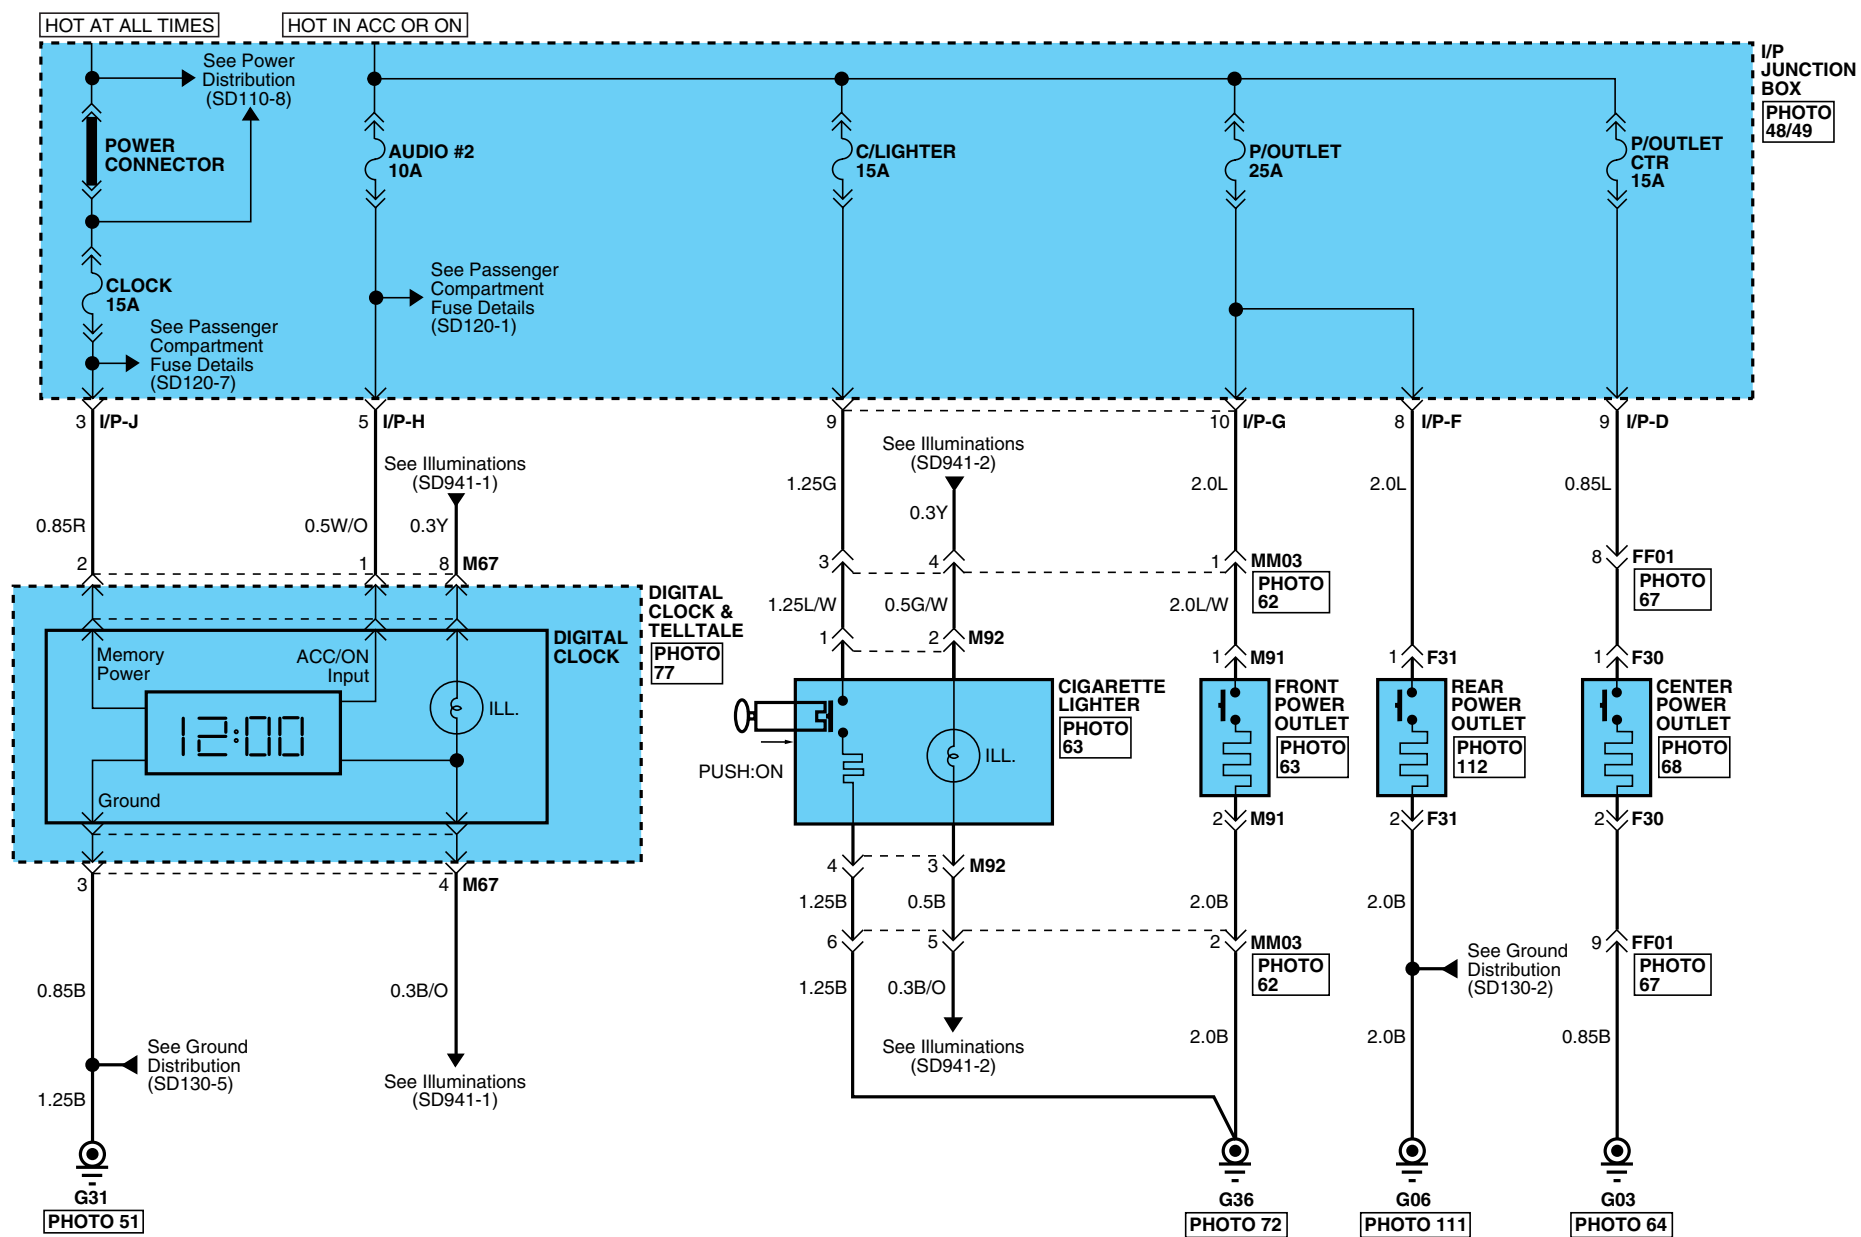 HOT AT ALL TIMES
HOT IN ACC OR ON
See Power
Distribution
(SD110-8)
POWER
CONNECTOR
AUDIO #2
10A
C/LIGHTER
15A
P/OUTLET
25A
P/OUTLET
CTR
15A
I/P
JUNCTION
BOX
PHOTO
48/49
CLOCK
15A
See Passenger
Compartment
Fuse Details
(SD120-7)
See Passenger
Compartment
Fuse Details
(SD120-1)
3 I/P-J
5 I/P-H
9
10 I/P-G
8 I/P-F
9 I/P-D
See Illuminations
(SD941-1)
See Illuminations
(SD941-2)
0.85R
0.5W/O
0.3Y
1.25G
0.3Y
2.0L
2.0L
0.85L
2
1
8 M67
3
4
1 MM03
PHOTO
62
8 FF01
PHOTO
67
1.25L/W
0.5G/W
2.0L/W
DIGITAL
CLOCK &
TELLTALE
PHOTO
77
DIGITAL
CLOCK
Memory
Power
ACC/ON
Input
12:00
ILL.
Ground
1
2 M92
1 M91
1 F31
1 F30
PUSH:ON
ILL.
CIGARETTE
LIGHTER
PHOTO
63
FRONT
POWER
OUTLET
PHOTO
63
REAR
POWER
OUTLET
PHOTO
112
CENTER
POWER
OUTLET
PHOTO
68
2 M91
2 F31
2 F30
3
4 M67
4
3 M92
1.25B
0.5B
2.0B
2.0B
6
5
2 MM03
PHOTO
62
9 FF01
PHOTO
67
See Ground
Distribution
(SD130-2)
0.85B
0.3B/O
1.25B
0.3B/O
2.0B
2.0B
0.85B
See Ground
Distribution
(SD130-5)
See Illuminations
(SD941-1)
See Illuminations
(SD941-2)
1.25B
G31
PHOTO 51
G36
PHOTO 72
G06
PHOTO 111
G03
PHOTO 64